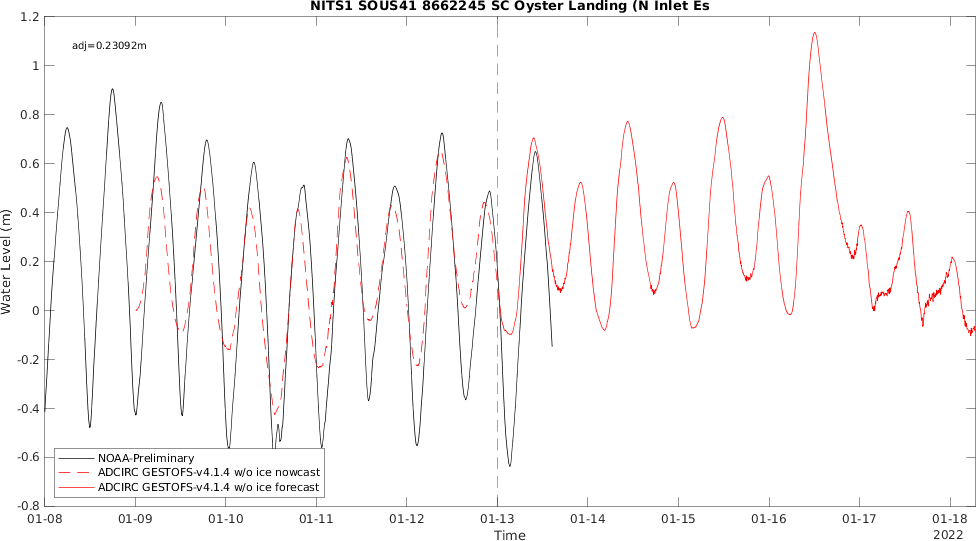 NITS1 SOUS41 8662245 SC Oyster Landing (N Inlet Es
1.2
1
0.8
0.6
0.4
0.2
0
-0.2
-0.4
-0.6
-0.8
Water Level (m)
adj=0.23092m
NOAA-Preliminary
ADCIRC GESTOFS-v4.1.4 w/o ice nowcast
ADCIRC GESTOFS-v4.1.4 w/o ice forecast
01-08 01-09 01-10 01-11 01-12 01-13 01-14 01-15 01-16 01-17 01-18
Time
2022